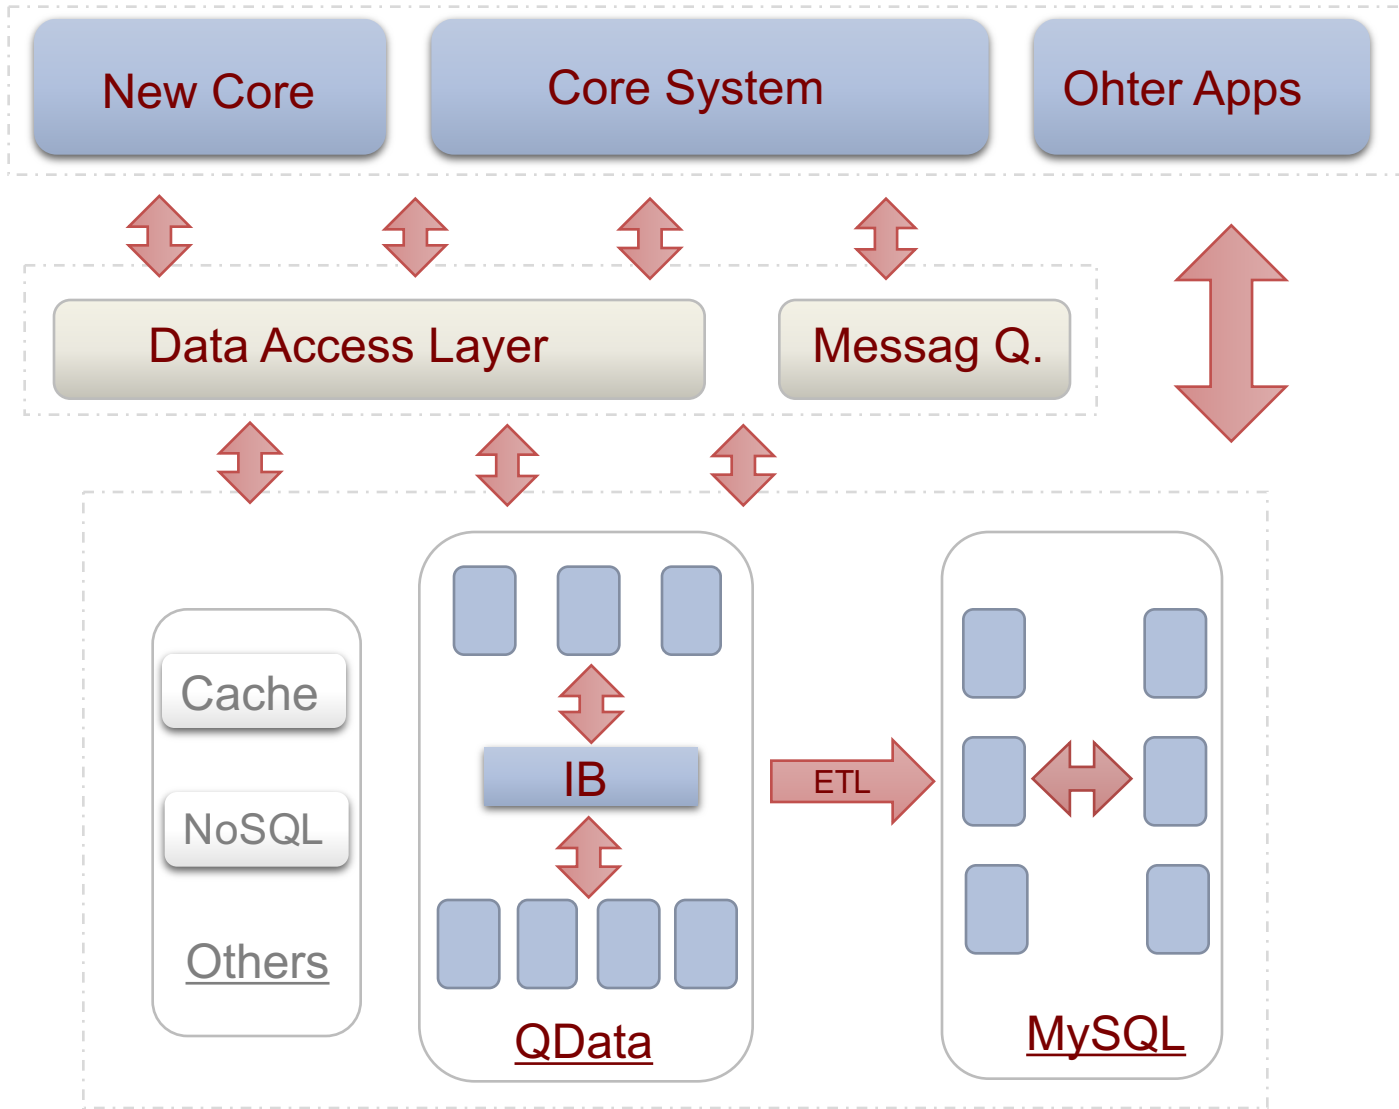 New Core
Core System
Ohter Apps
Data Access Layer
Messag Q.
Cache
NoSQL
Others
IB
QData
ETL
MySQL